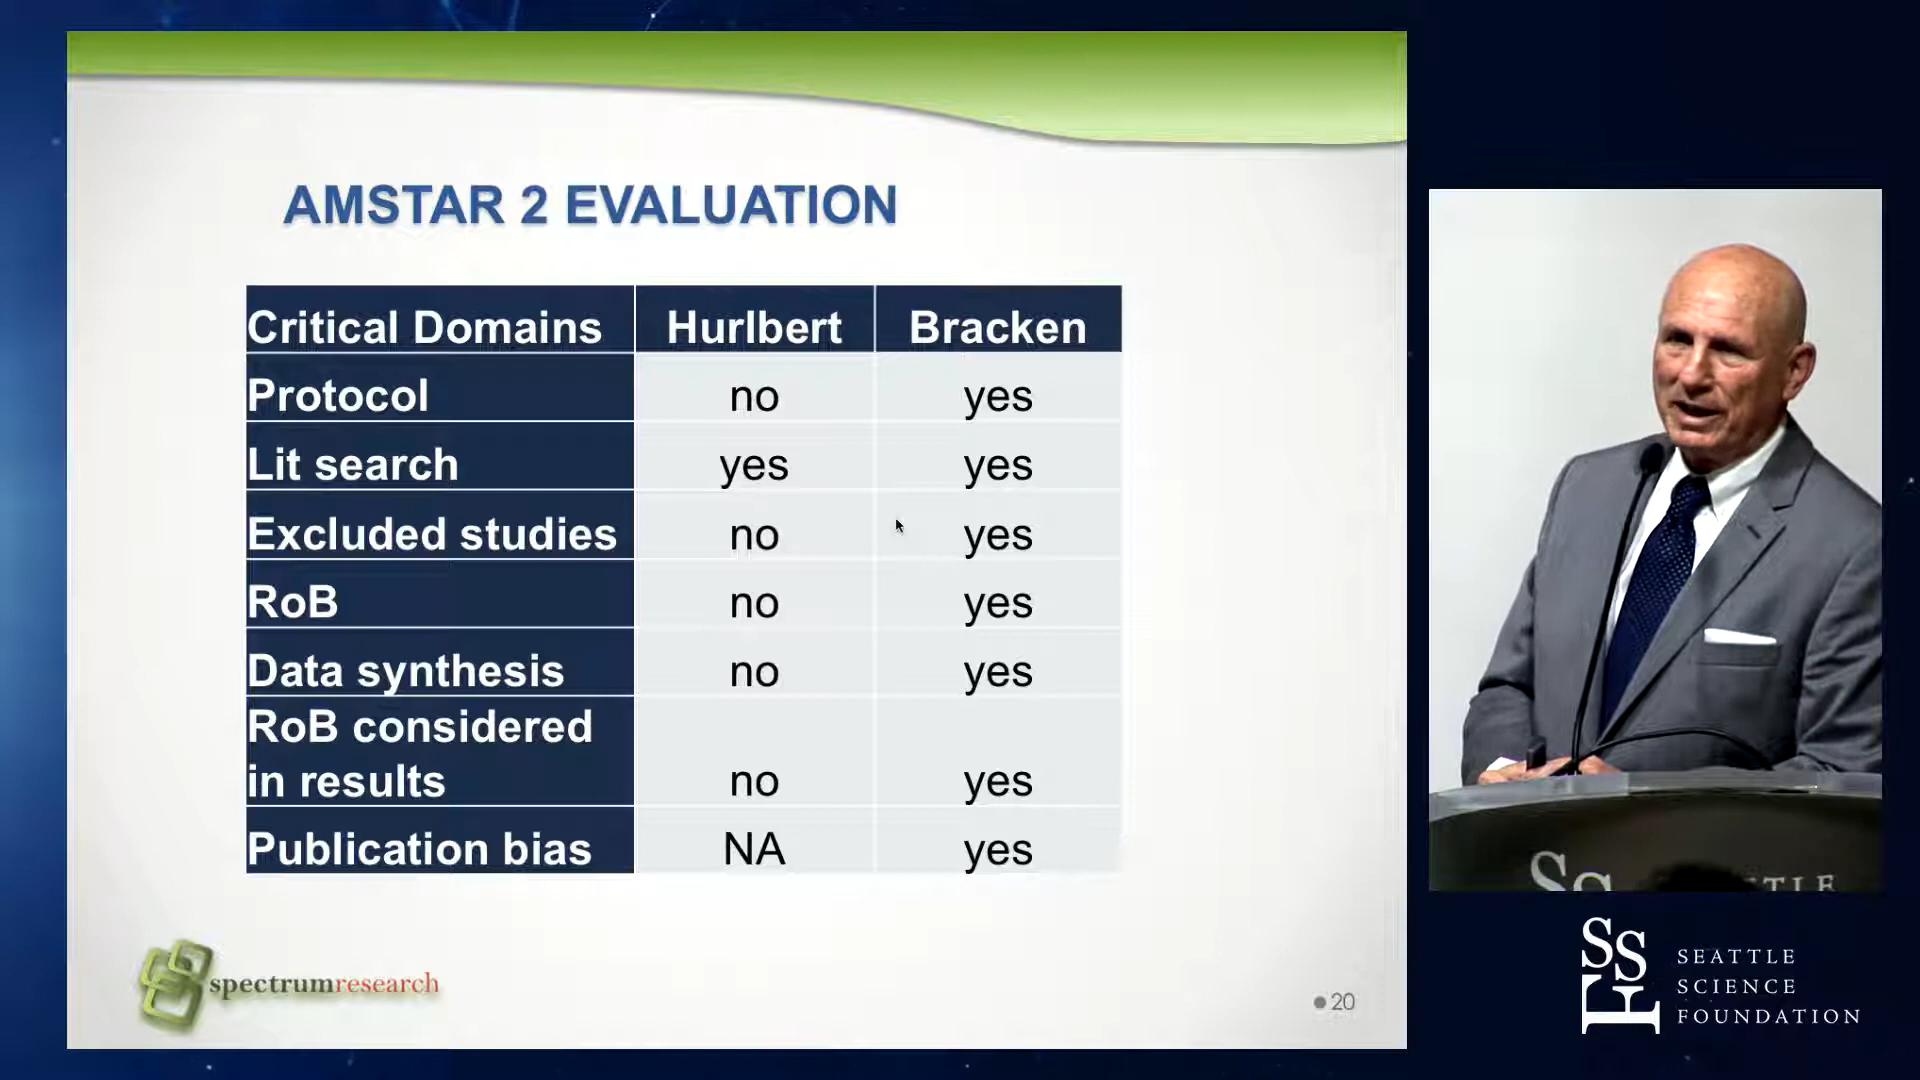 AMSTAR 2 EVALUATION
Critical Domains Hurlbert Bracken
Protocol no yes
Lit search yes yes
Excluded studies no yes
RoB no yes
Data synthesis no yes
RoB considered
in results no yes
Publication bias NA yes
spectrumresearch
20
SSF
SEATTLE
SCIENCE
FOUNDATION